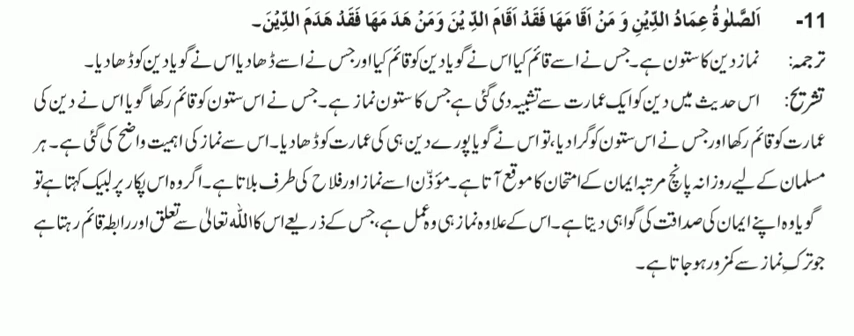 11- اَلصَّلٰوةُ عِمَادُ الدِّيْنِ وَ مَنْ اَقَا مَهَا فَقَدْ اَقَامَ الدِّ يْنَ وَمَنْ هَدَ مَهَا فَقَدْ هَدَمَ الدِّيْنَ۔
ترجمہ: نماز دین کا ستون ہے۔ جس نے اسے قائم کیا اس نے گویا دین کو قائم کیا اور جس نے اسے ڈھا دیا اس نے گویا دین کو ڈھا دیا۔
تشریح: اس حدیث میں دین کو ایک عمارت سے تشبیہ دی گئی ہے جس کا ستون نماز ہے۔ جس نے اس ستون کو قائم رکھا گویا اس نے دین کی
عمارت کو قائم رکھا اور جس نے اس ستون کو گرا دیا، تو اس نے گویا پورے دین ہی کی عمارت کو ڈھا دیا۔ اس سے نماز کی اہمیت واضح کی گئی ہے۔ ہر
مسلمان کے لیے روزانہ پانچ مرتبہ ایمان کے امتحان کا موقع آتا ہے۔ مؤذّن اسے نماز اور فلاح کی طرف بلاتا ہے۔ اگر وہ اس پکار پر لبیک کہتا ہے تو
گویا وہ اپنے ایمان کی صداقت کی گواہی دیتا ہے۔ اس کے علاوہ نماز ہی وہ عمل ہے، جس کے ذریعے اس کا اللہ تعالیٰ سے تعلق اور رابطہ قائم رہتا ہے
جو ترکِ نماز سے کمزور ہو جاتا ہے۔